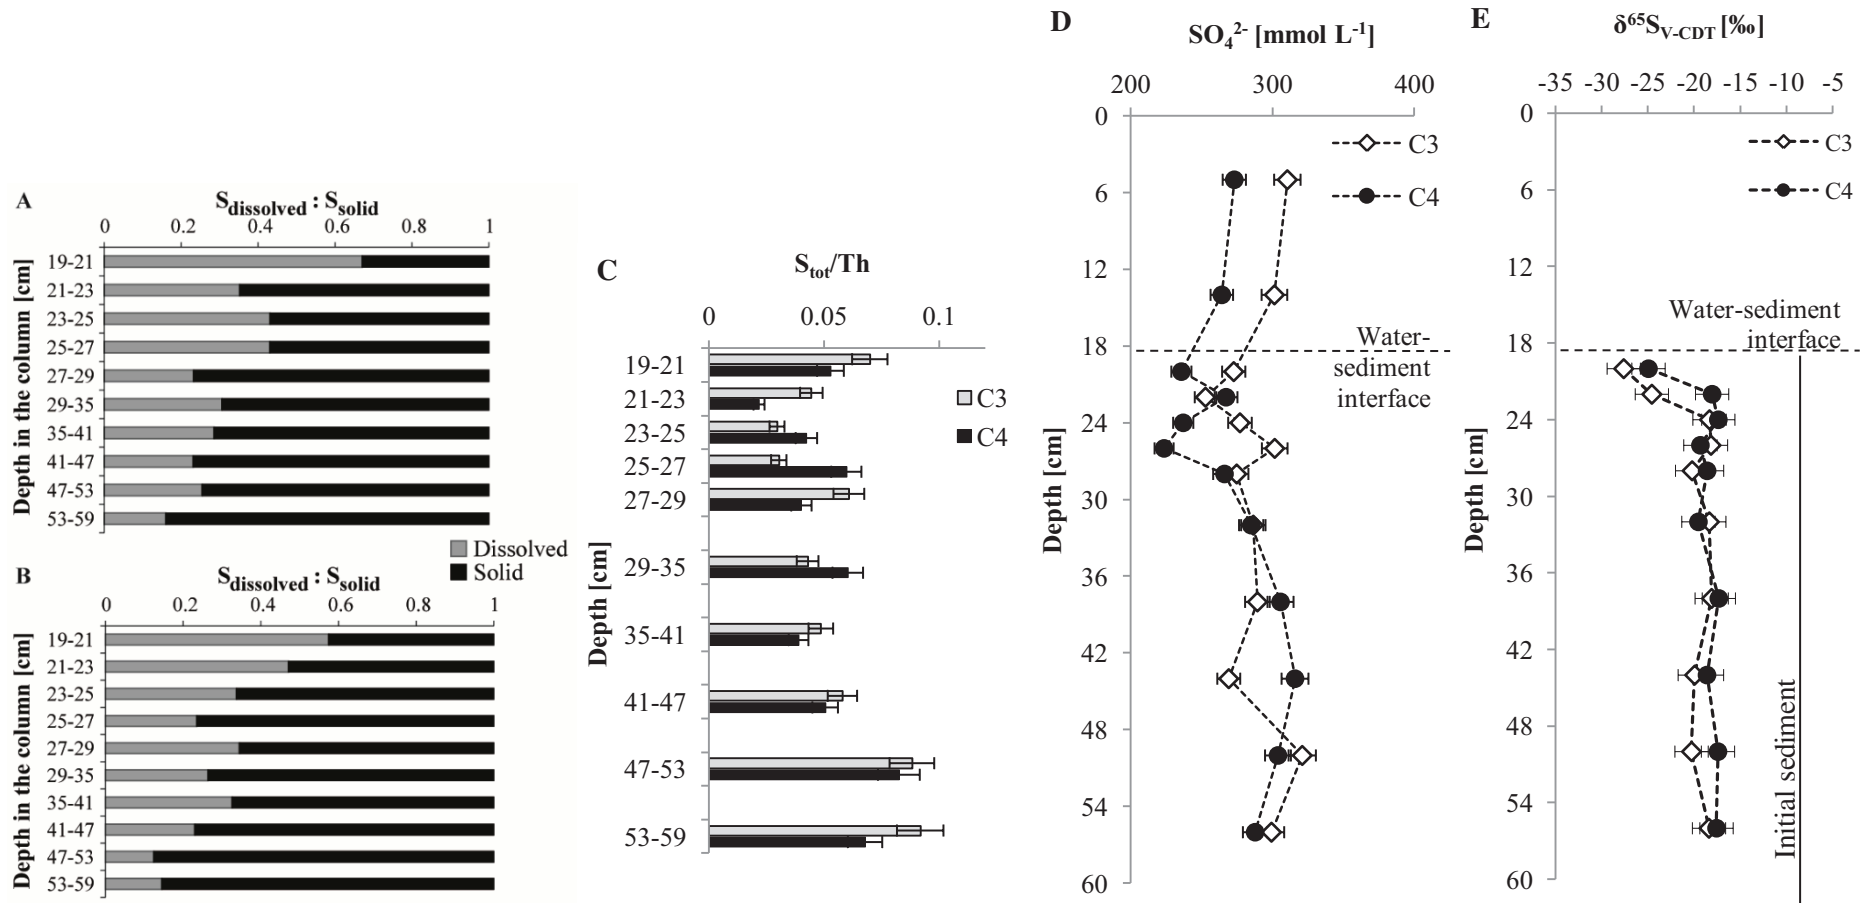 A
S_dissolved : S_solid
0 0.2 0.4 0.6 0.8 1
Depth in the column [cm]
19-21
21-23
23-25
25-27
27-29
29-35
35-41
41-47
47-53
53-59
Dissolved
Solid
B
S_dissolved : S_solid
0 0.2 0.4 0.6 0.8 1
Depth in the column [cm]
19-21
21-23
23-25
25-27
27-29
29-35
35-41
41-47
47-53
53-59
C
S_tot/Th
0 0.05 0.1
Depth [cm]
19-21
21-23
23-25
25-27
27-29
29-35
35-41
41-47
47-53
53-59
C3
C4
D
SO₄²⁻ [mmol L⁻¹]
200 300 400
Depth [cm]
0
6
12
18
24
30
36
42
48
54
60
C3
C4
Water-
sediment
interface
E
δ⁶⁵S_V-CDT [‰]
-35 -30 -25 -20 -15 -10 -5
Depth [cm]
0
6
12
18
24
30
36
42
48
54
60
C3
C4
Water-sediment
interface
Initial sediment